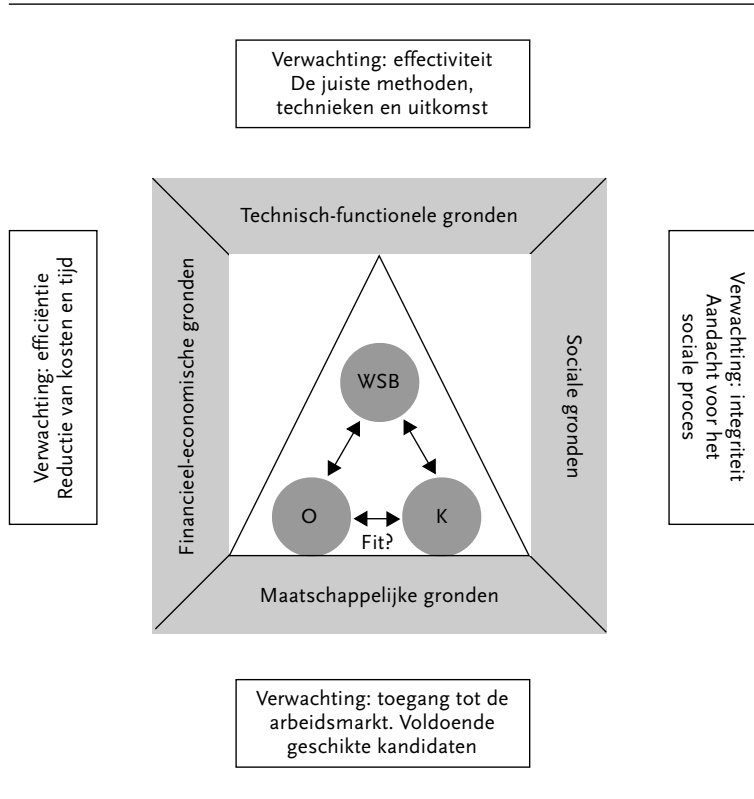 Verwachting: effectiviteit
De juiste methoden,
technieken en uitkomst
Technisch-functionele gronden
Verwachting: efficiëntie
Reductie van kosten en tijd
Financieel-economische gronden
WSB
O
K
Fit?
Sociale gronden
Verwachting: integriteit
Aandacht voor het
sociale proces
Maatschappelijke gronden
Verwachting: toegang tot de
arbeidsmarkt. Voldoende
geschikte kandidaten